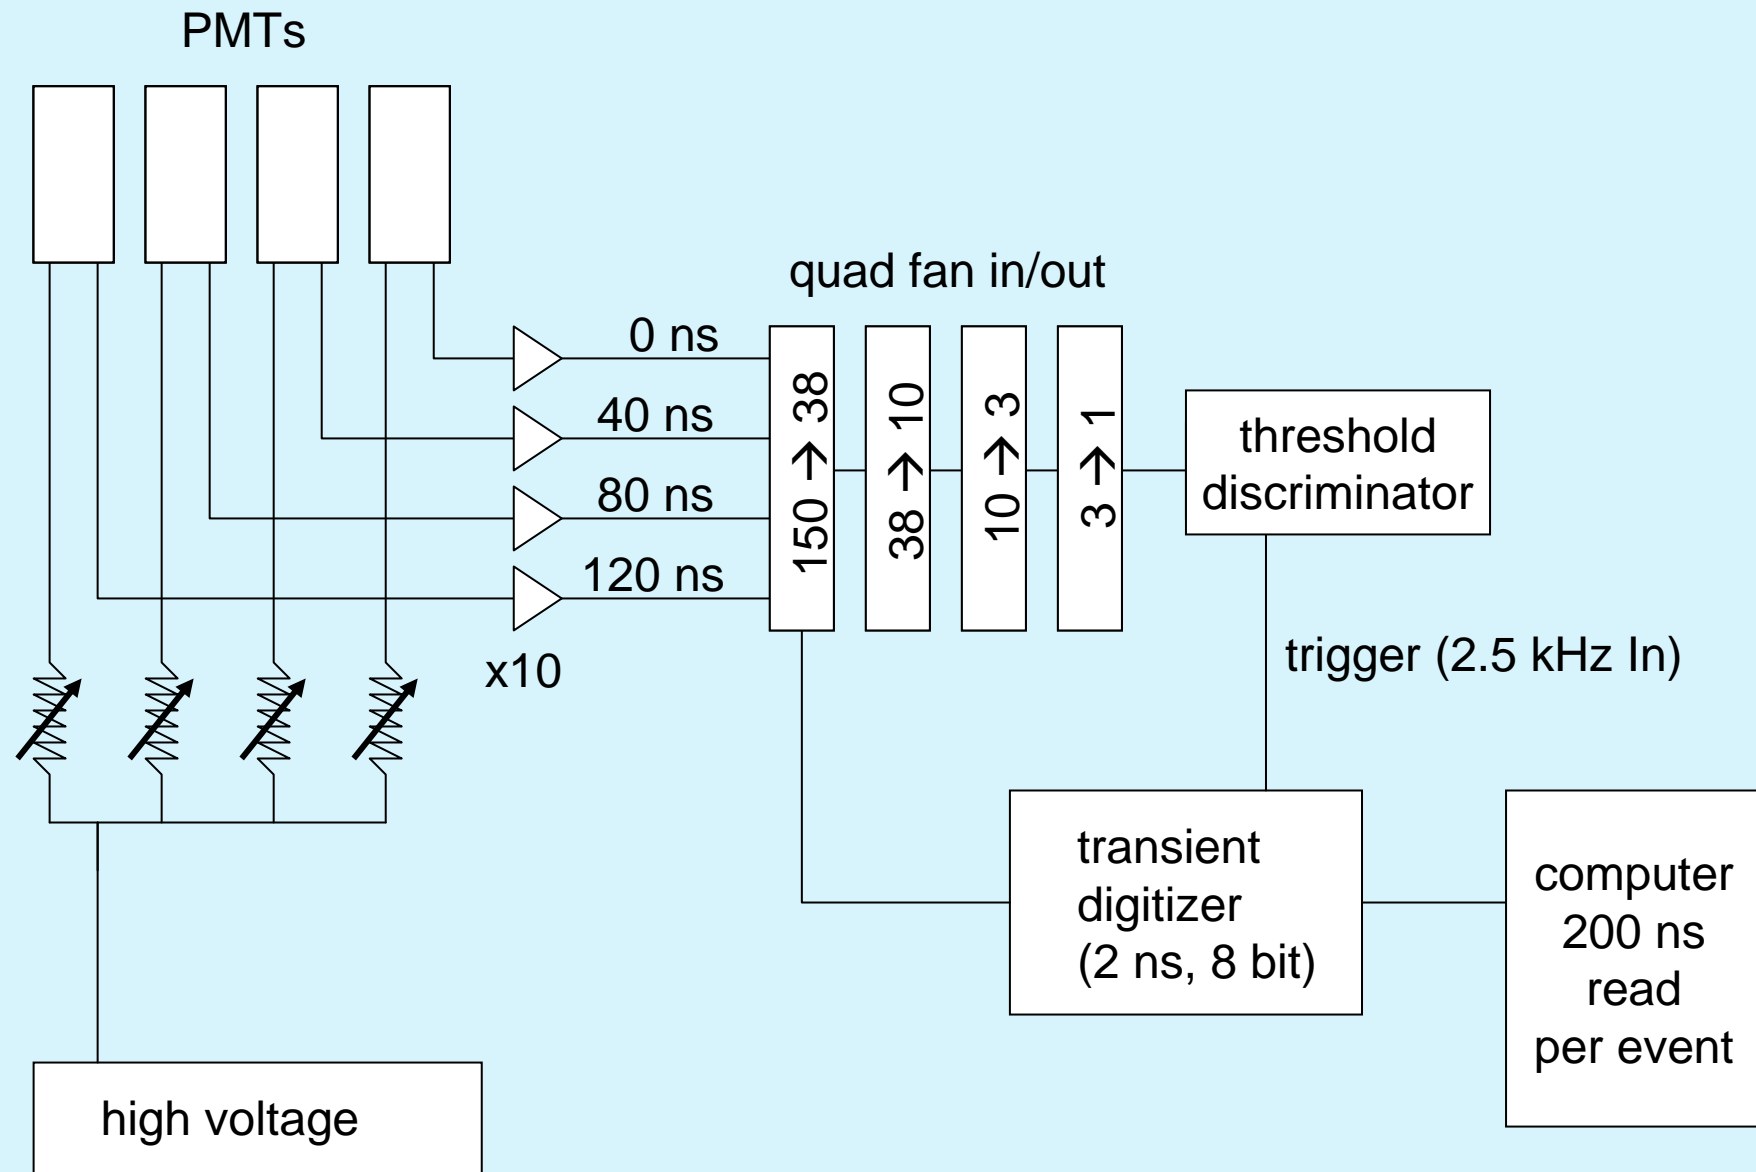 PMTs
quad fan in/out
0 ns
40 ns
80 ns
120 ns
x10
150 → 38
38 → 10
10 → 3
3 → 1
threshold
discriminator
trigger (2.5 kHz In)
transient
digitizer
(2 ns, 8 bit)
computer
200 ns
read
per event
high voltage